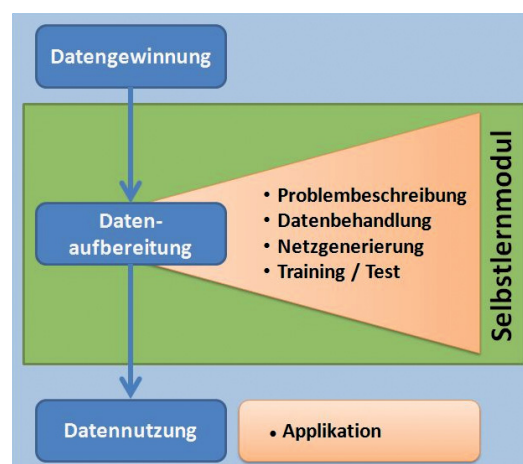 Datengewinnung
Daten-
aufbereitung
• Problembeschreibung
• Datenbehandlung
• Netzgenerierung
• Training / Test
Selbstlernmodul
Datennutzung
• Applikation